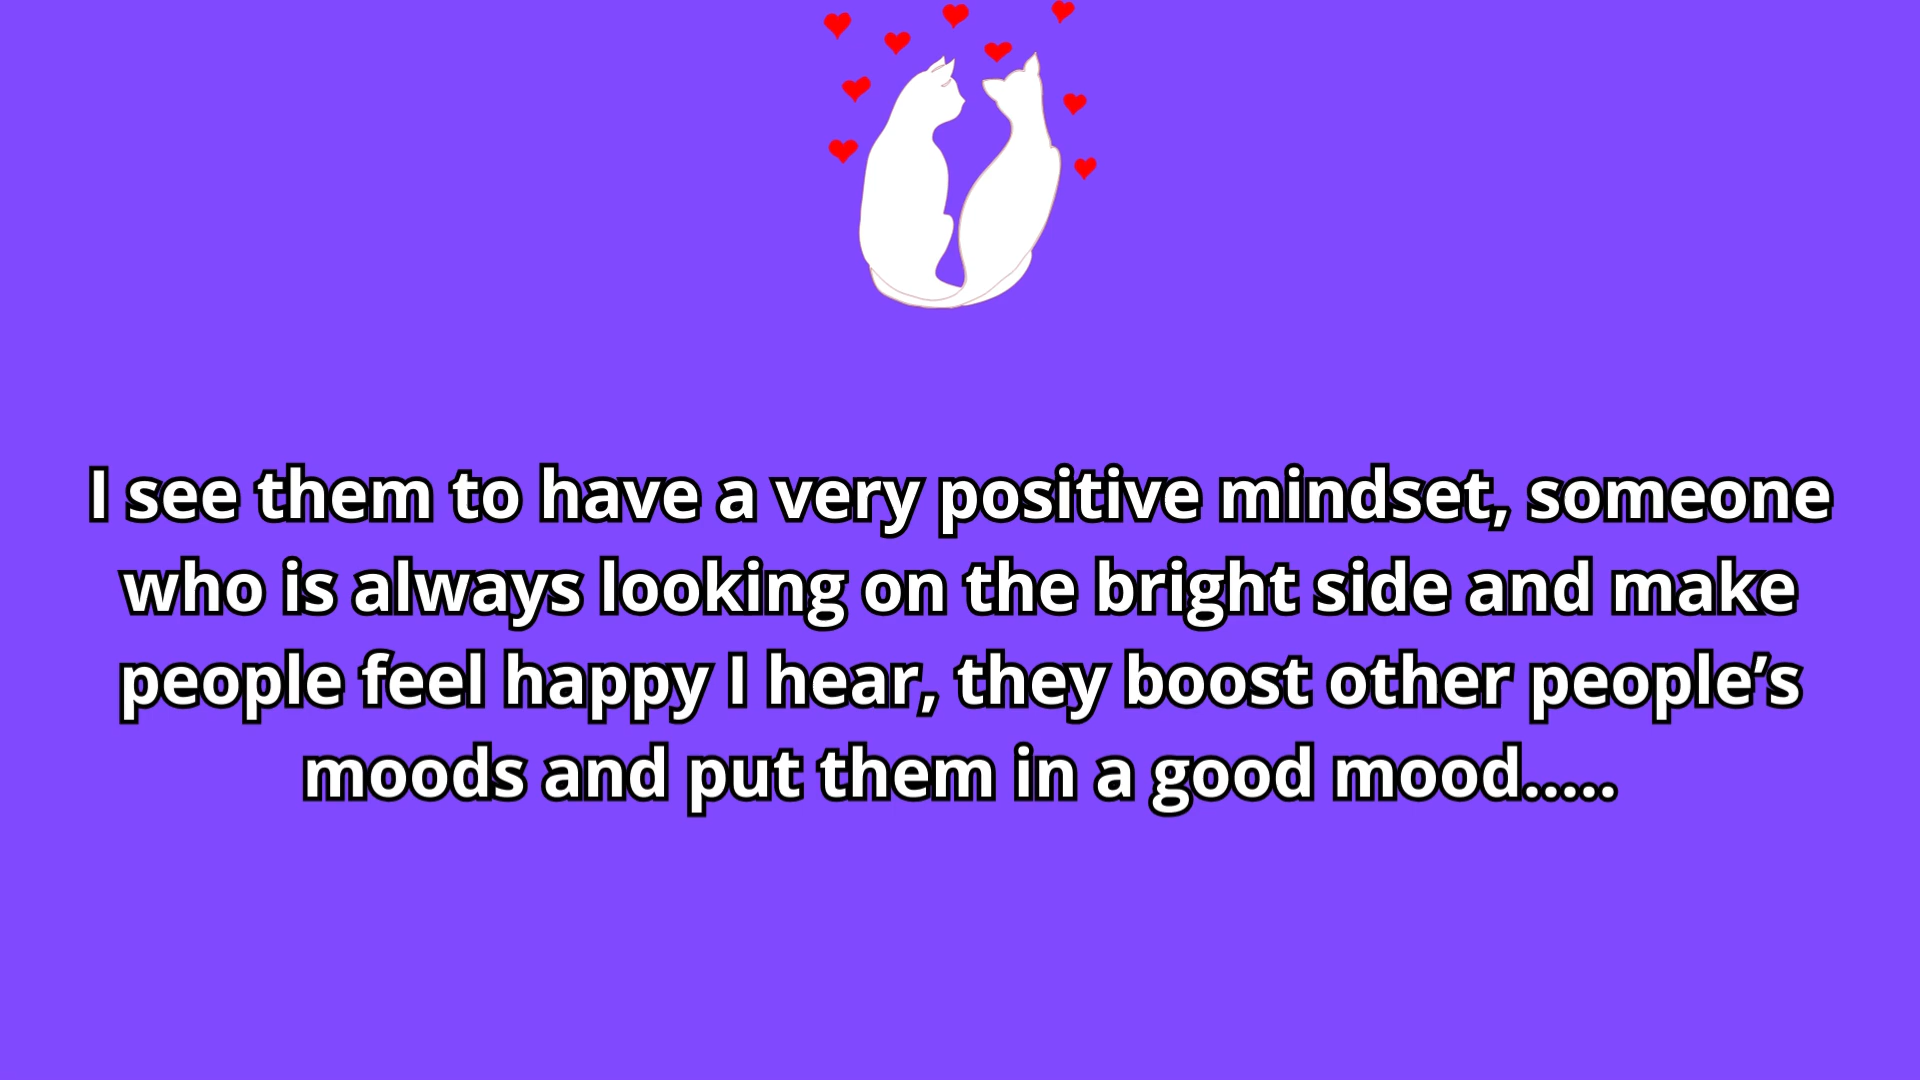 I see them to have a very positive mindset, someone
who is always looking on the bright side and make
people feel happy I hear, they boost other people’s
moods and put them in a good mood.....